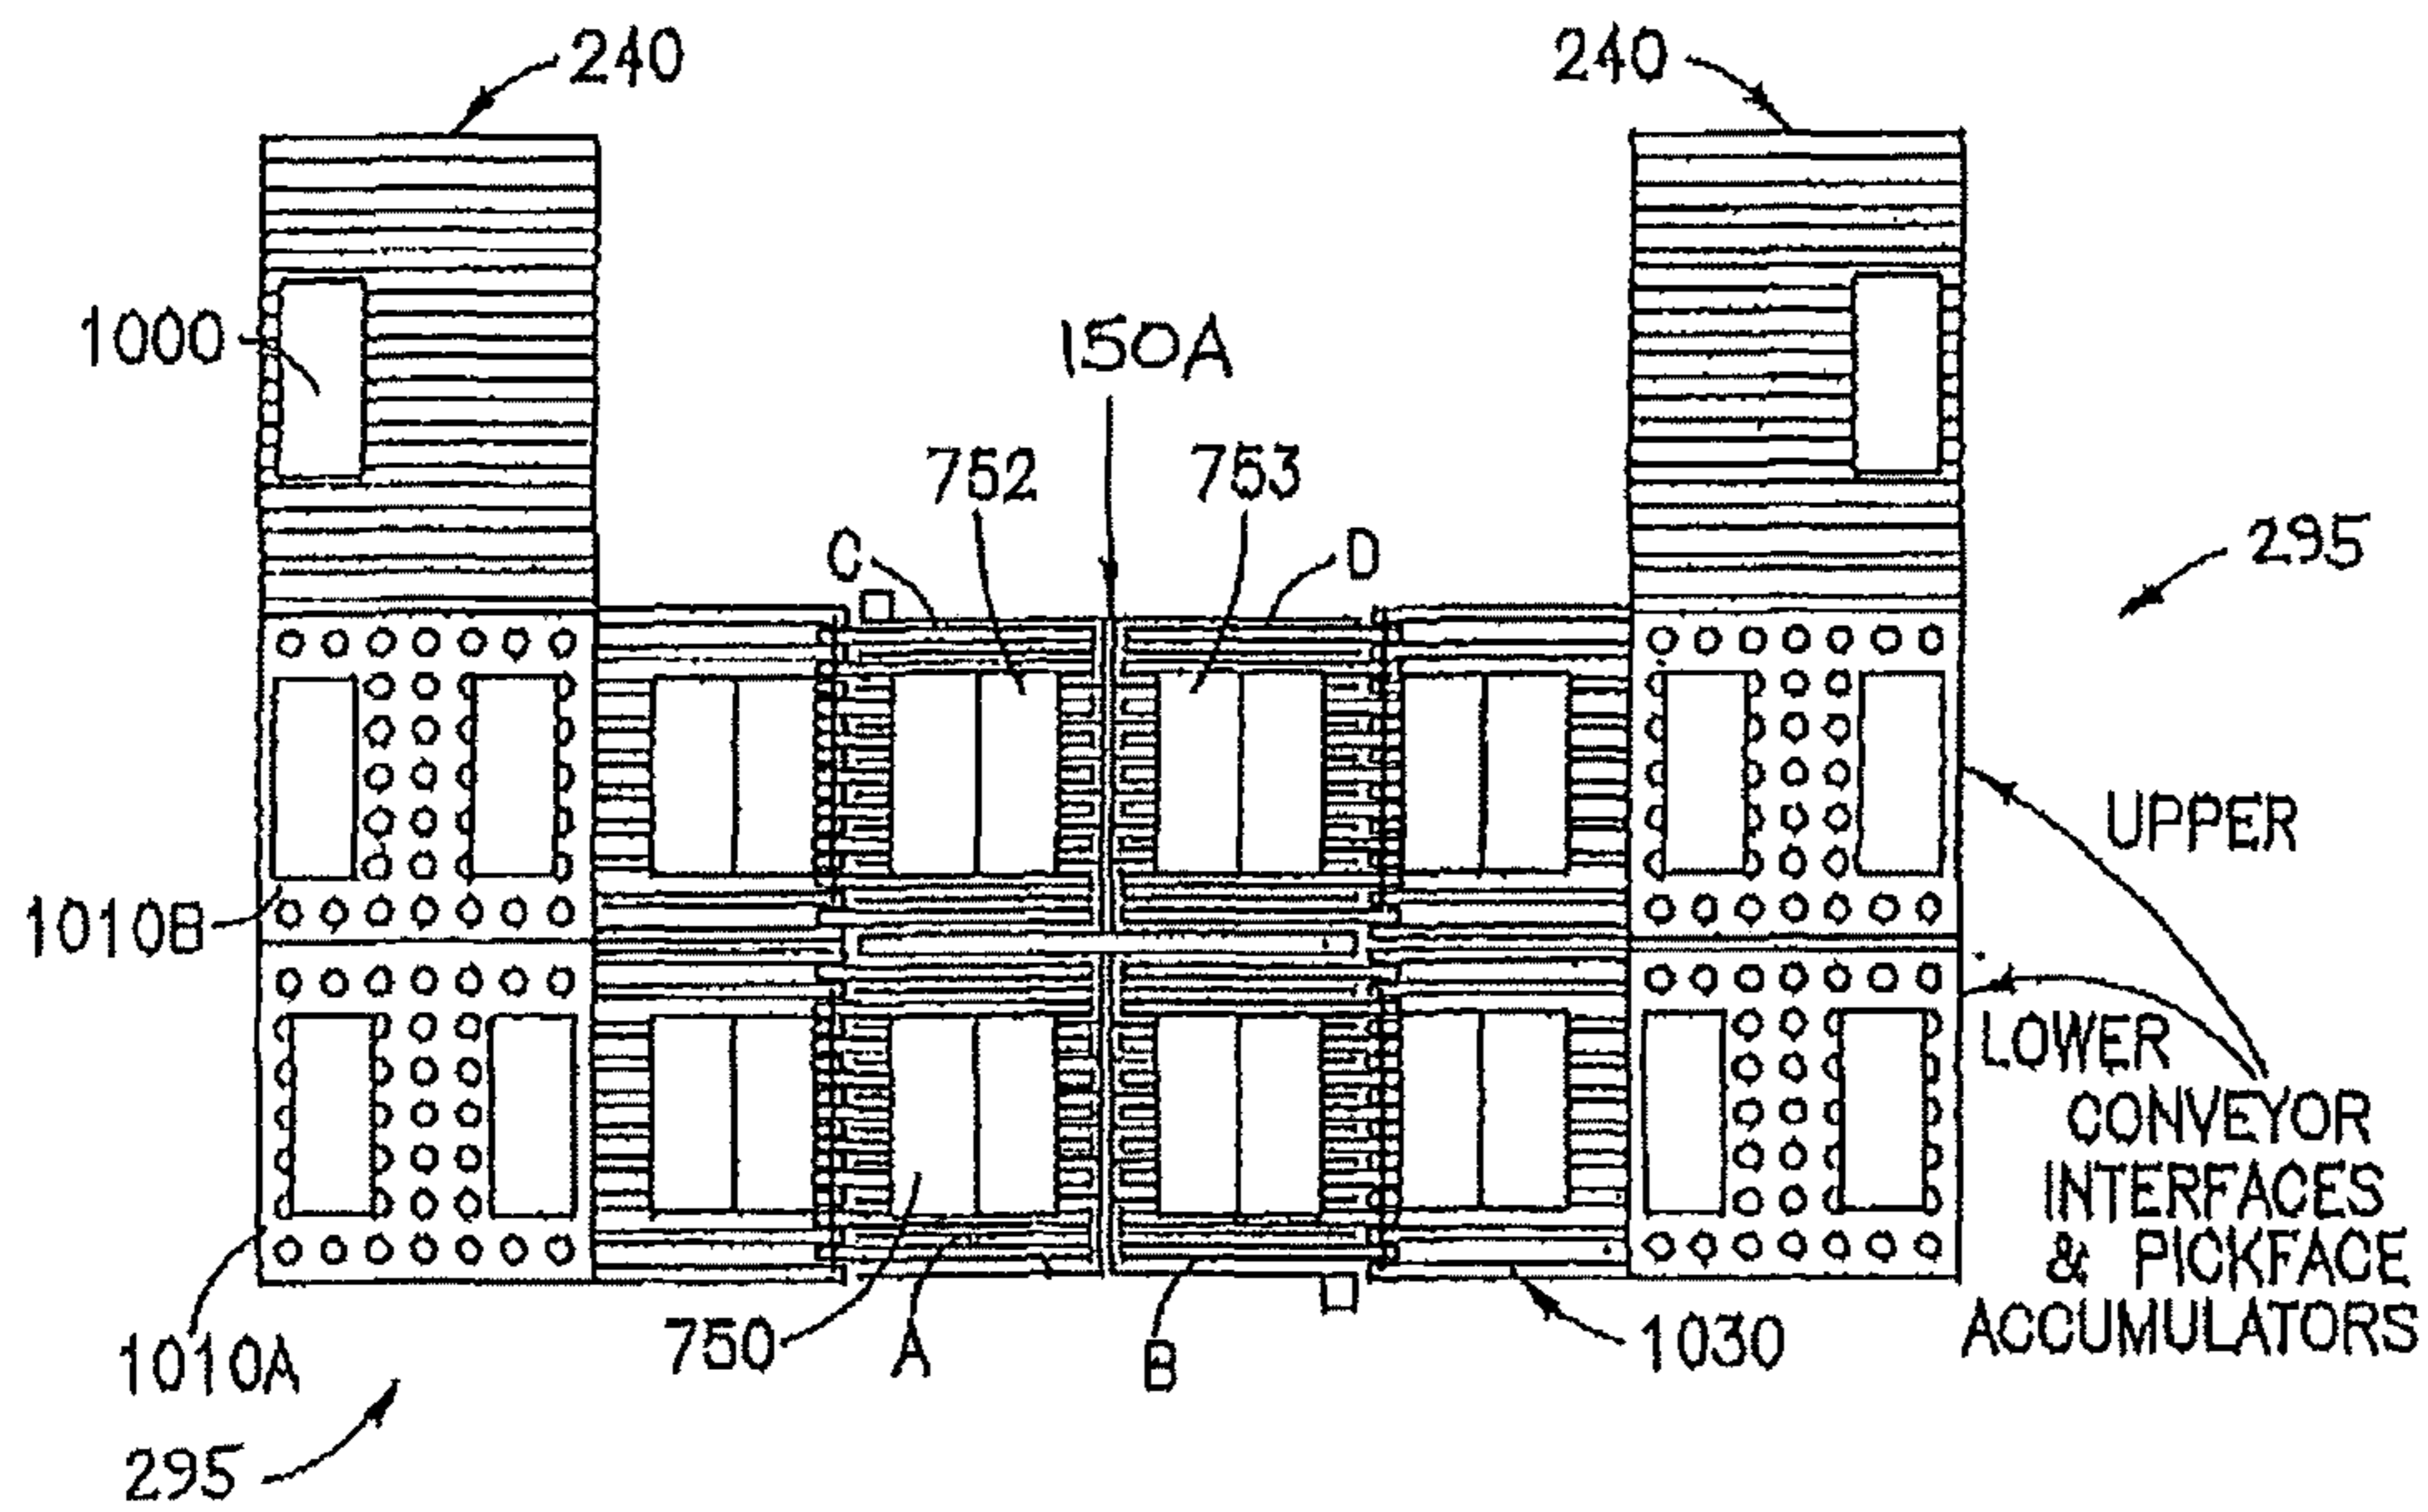 240
240
1000
150A
752
753
295
C
D
UPPER
1010B
LOWER
CONVEYOR
INTERFACES
& PICKFACE
ACCUMULATORS
750
A
B
1030
1010A
295